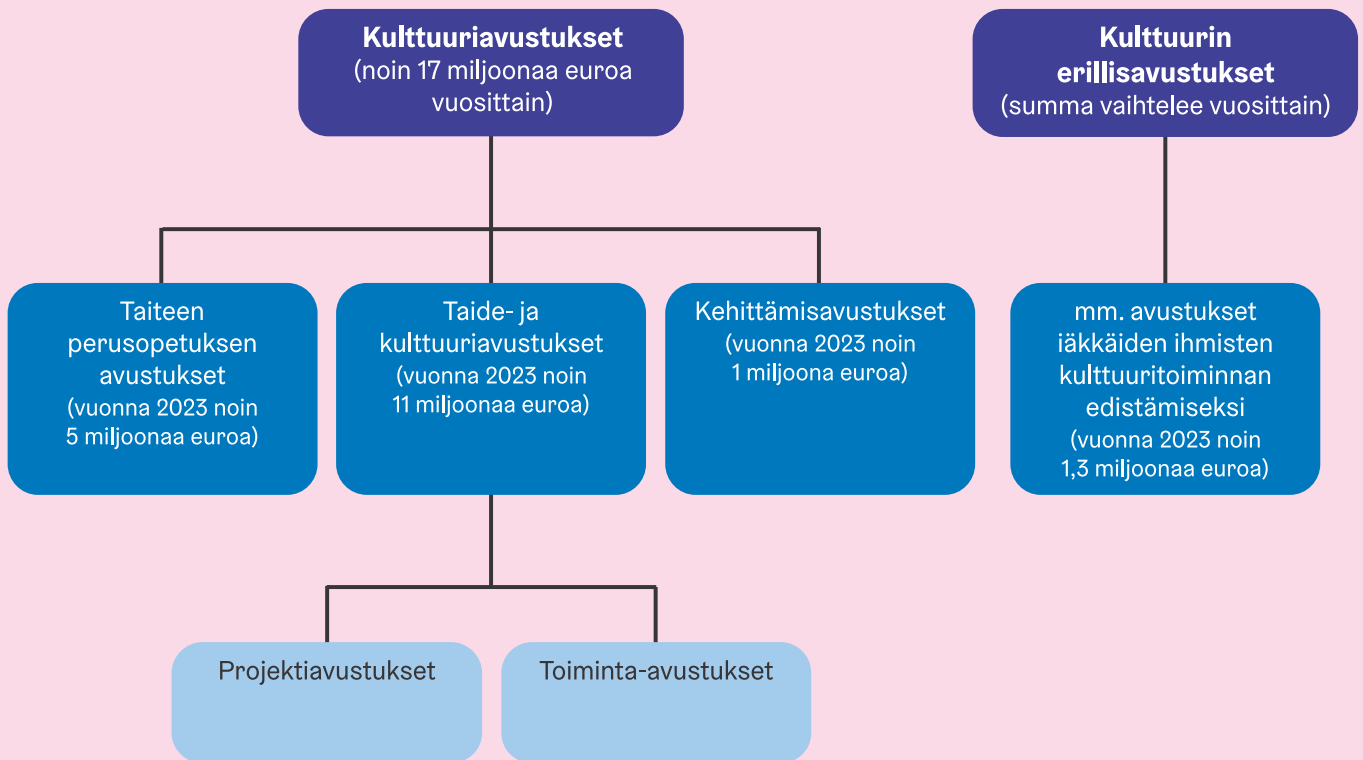 Kulttuuriavustukset
(noin 17 miljoonaa euroa
vuosittain)
Kulttuurin
erillisavustukset
(summa vaihtelee vuosittain)
Taiteen
perusopetuksen
avustukset
(vuonna 2023 noin
5 miljoonaa euroa)
Taide- ja
kulttuuriavustukset
(vuonna 2023 noin
11 miljoonaa euroa)
Kehittämisavustukset
(vuonna 2023 noin
1 miljoona euroa)
mm. avustukset
iäkkäiden ihmisten
kulttuuritoiminnan
edistämiseksi
(vuonna 2023 noin
1,3 miljoonaa euroa)
Projektiavustukset
Toiminta-avustukset